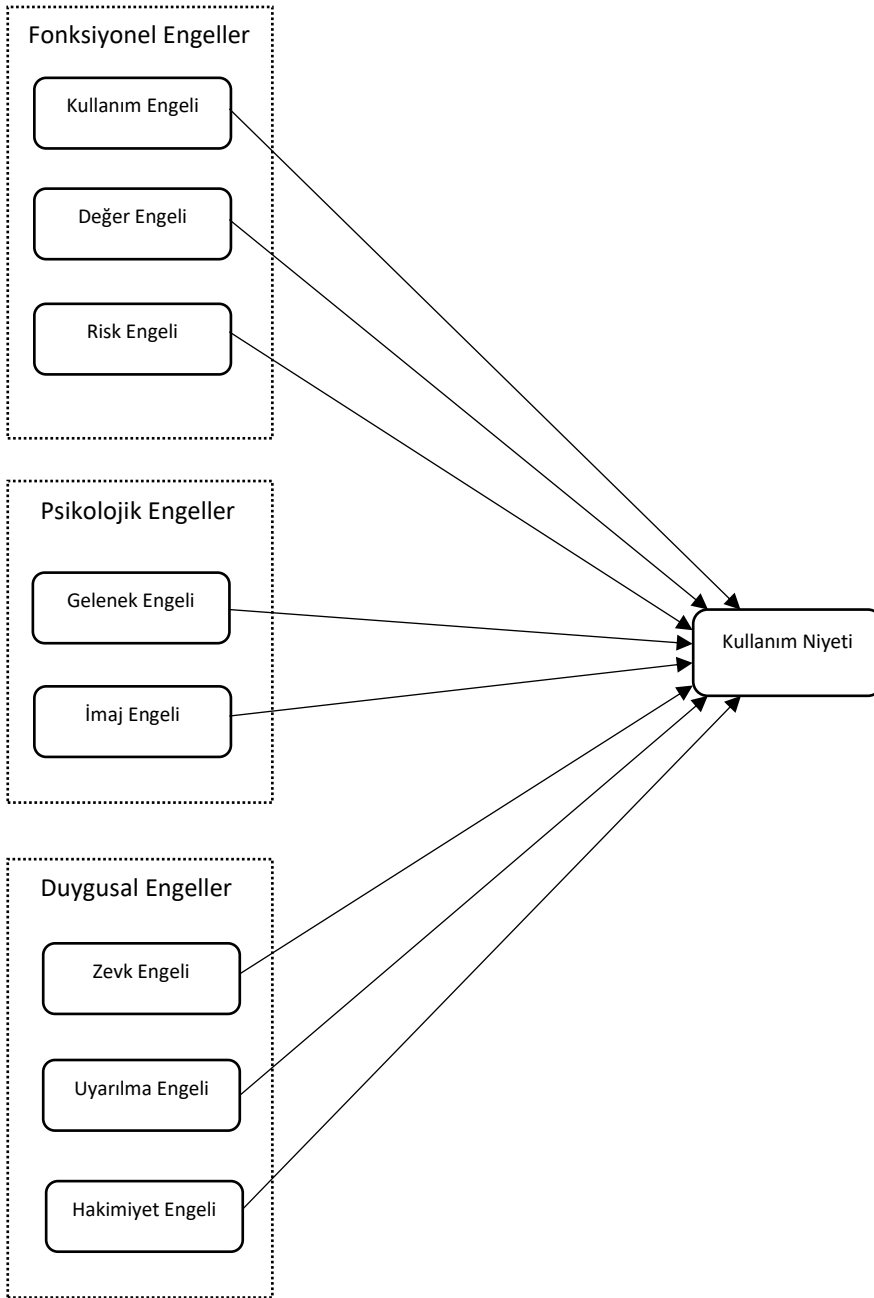 Fonksiyonel Engeller
Kullanım Engeli
Değer Engeli
Risk Engeli
Psikolojik Engeller
Gelenek Engeli
İmaj Engeli
Kullanım Niyeti
Duygusal Engeller
Zevk Engeli
Uyarılma Engeli
Hakimiyet Engeli